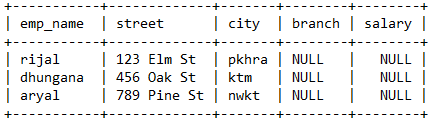 +----------+-------------+-------+--------+--------+
| emp_name | street      | city  | branch | salary |
+----------+-------------+-------+--------+--------+
| rijal    | 123 Elm St  | pkhra | NULL   |   NULL |
| dhungana | 456 Oak St  | ktm   | NULL   |   NULL |
| aryal    | 789 Pine St | nwkt  | NULL   |   NULL |
+----------+-------------+-------+--------+--------+